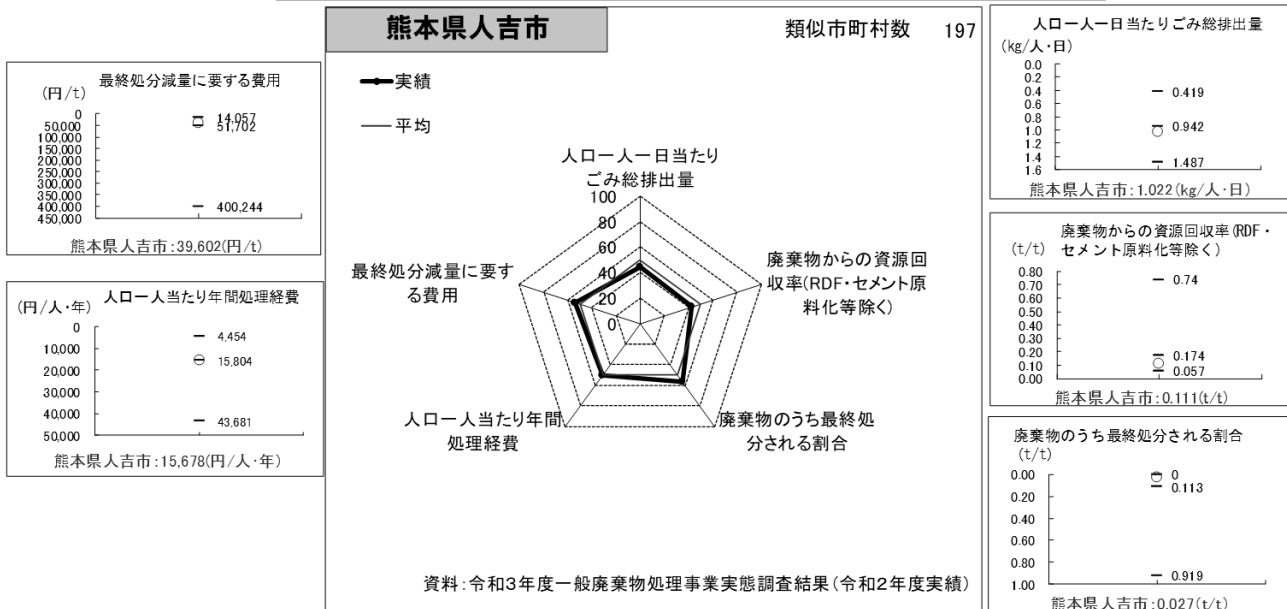 熊本県人吉市
類似市町村数 197
実績
平均
人口一人一日当たり
ごみ総排出量
100
80
60
40
20
0
廃棄物からの資源回
収率(RDF・セメント原
料化等除く)
廃棄物のうち最終処
分される割合
人口一人当たり年間
処理経費
最終処分減量に要す
る費用
資料:令和3年度一般廃棄物処理事業実態調査結果(令和2年度実績)
最終処分減量に要する費用
(円/t)
0
50,000
100,000
150,000
200,000
250,000
300,000
350,000
400,000
450,000
14,057
51,702
400,244
熊本県人吉市:39,602(円/t)
人口一人当たり年間処理経費
(円/人・年)
0
10,000
20,000
30,000
40,000
50,000
4,454
15,804
43,681
熊本県人吉市:15,678(円/人・年)
人口一人一日当たりごみ総排出量
(kg/人・日)
0.0
0.2
0.4
0.6
0.8
1.0
1.2
1.4
1.6
0.419
0.942
1.487
熊本県人吉市:1.022(kg/人・日)
廃棄物からの資源回収率(RDF・
(t/t) セメント原料化等除く)
0.80
0.70
0.60
0.50
0.40
0.30
0.20
0.10
0.00
0.74
0.174
0.057
熊本県人吉市:0.111(t/t)
廃棄物のうち最終処分される割合
(t/t)
0.00
0.20
0.40
0.60
0.80
1.00
0
0.113
0.919
熊本県人吉市:0.027(t/t)